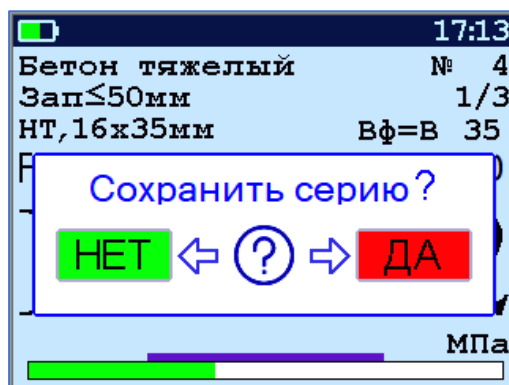 17:13
Бетон тяжелый № 4
Зап≤50мм 1/3
НТ,16х35мм Вф=В 35
Сохранить серию?
НЕТ ? ДА
МПа